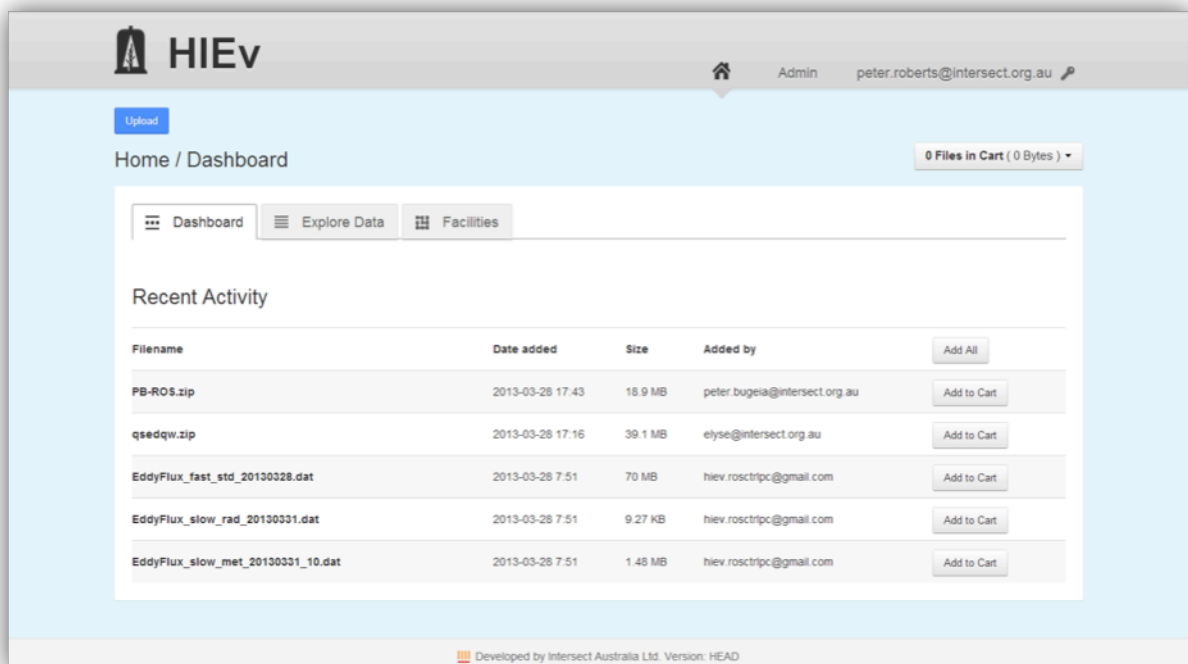 HIEv
Admin peter.roberts@intersect.org.au
Upload
Home / Dashboard
0 Files in Cart ( 0 Bytes )
Dashboard Explore Data Facilities
Recent Activity
Filename Date added Size Added by Add All
PB-ROS.zip 2013-03-28 17:43 18.9 MB peter.bugeia@intersect.org.au Add to Cart
qsedqw.zip 2013-03-28 17:16 39.1 MB elyse@intersect.org.au Add to Cart
EddyFlux_fast_std_20130328.dat 2013-03-28 7:51 70 MB hiev.rosctrlpc@gmail.com Add to Cart
EddyFlux_slow_rad_20130331.dat 2013-03-28 7:51 9.27 KB hiev.rosctrlpc@gmail.com Add to Cart
EddyFlux_slow_met_20130331_10.dat 2013-03-28 7:51 1.48 MB hiev.rosctrlpc@gmail.com Add to Cart
Developed by Intersect Australia Ltd. Version: HEAD